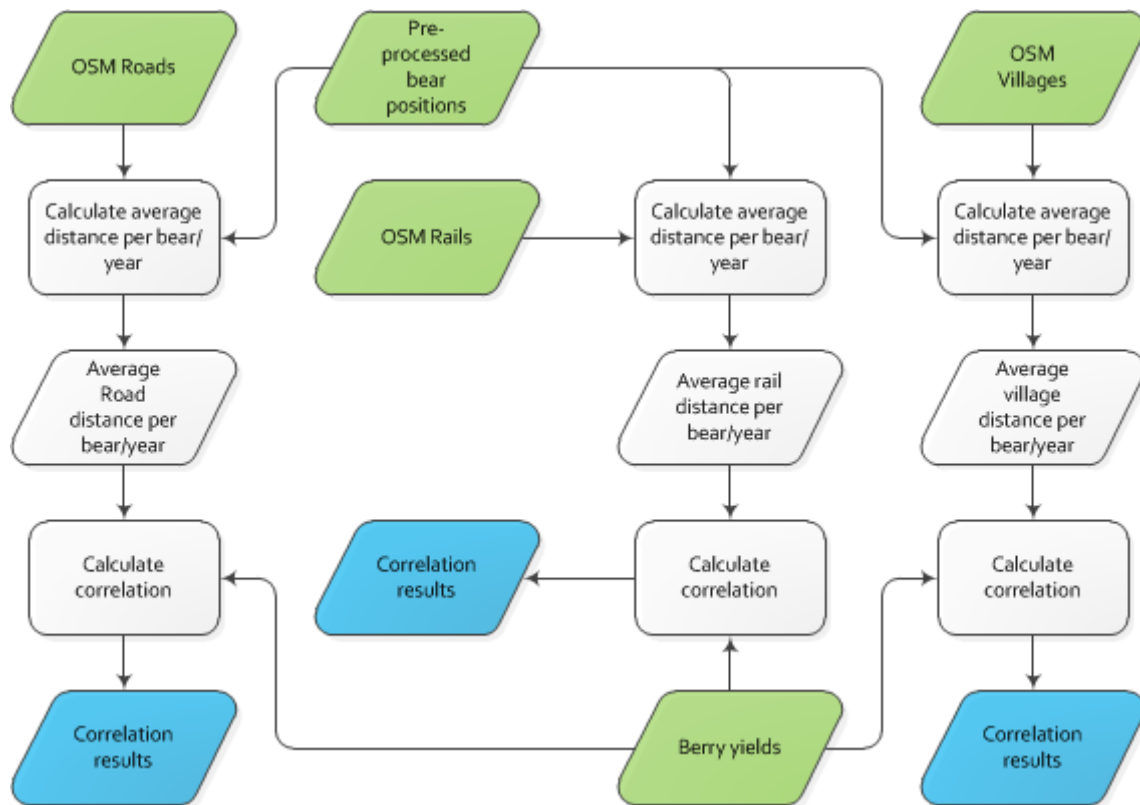 OSM Roads
Pre-
processed
bear
positions
OSM
Villages
Calculate average
distance per bear/
year
OSM Rails
Calculate average
distance per bear/
year
Calculate average
distance per bear/
year
Average
Road
distance per
bear/year
Average rail
distance per
bear/year
Average
village
distance per
bear/year
Calculate
correlation
Correlation
results
Calculate
correlation
Calculate
correlation
Correlation
results
Berry yields
Correlation
results